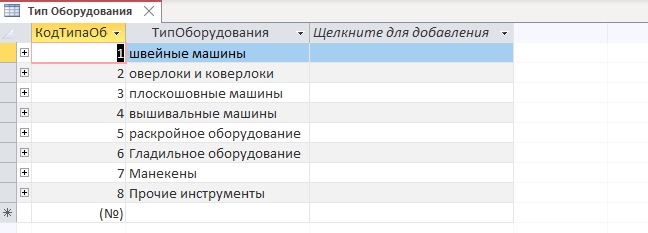 Тип Оборудования
КодТипаОб ТипОборудования Щелкните для добавления
1 швейные машины
2 оверлоки и коверлоки
3 плоскошовные машины
4 вышивальные машины
5 раскройное оборудование
6 Гладильное оборудование
7 Манекены
8 Прочие инструменты
(№)